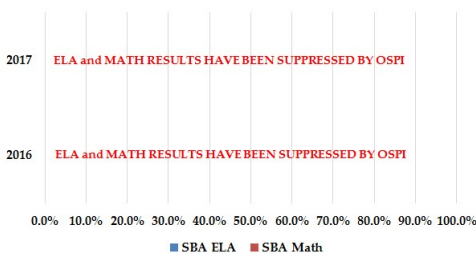 2017 ELA and MATH RESULTS HAVE BEEN SUPPRESSED BY OSPI
2016 ELA and MATH RESULTS HAVE BEEN SUPPRESSED BY OSPI
0.0% 10.0% 20.0% 30.0% 40.0% 50.0% 60.0% 70.0% 80.0% 90.0% 100.0%
SBA ELA SBA Math